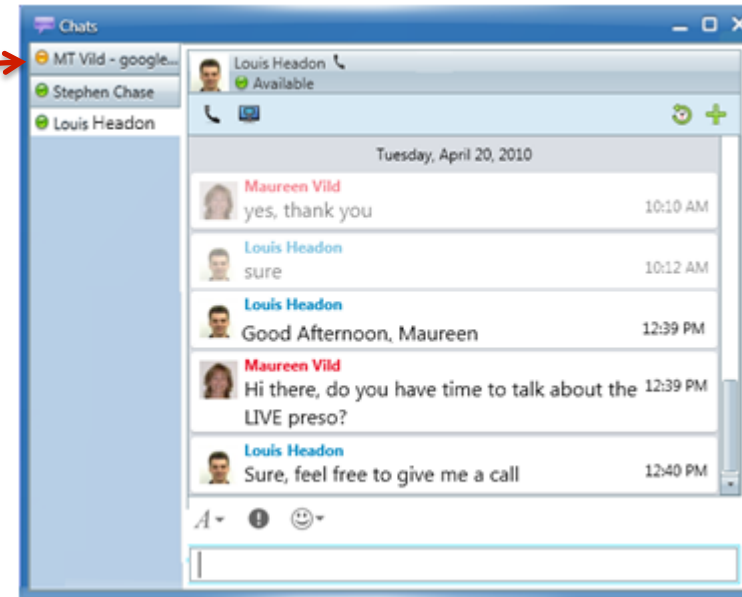 Chats
MT Vild - google...
Stephen Chase
Louis Headon
Louis Headon
Available
Tuesday, April 20, 2010
Maureen Vild
yes, thank you 10:10 AM
Louis Headon
sure 10:12 AM
Louis Headon
Good Afternoon, Maureen 12:39 PM
Maureen Vild
Hi there, do you have time to talk about the 12:39 PM
LIVE preso?
Louis Headon
Sure, feel free to give me a call 12:40 PM
A